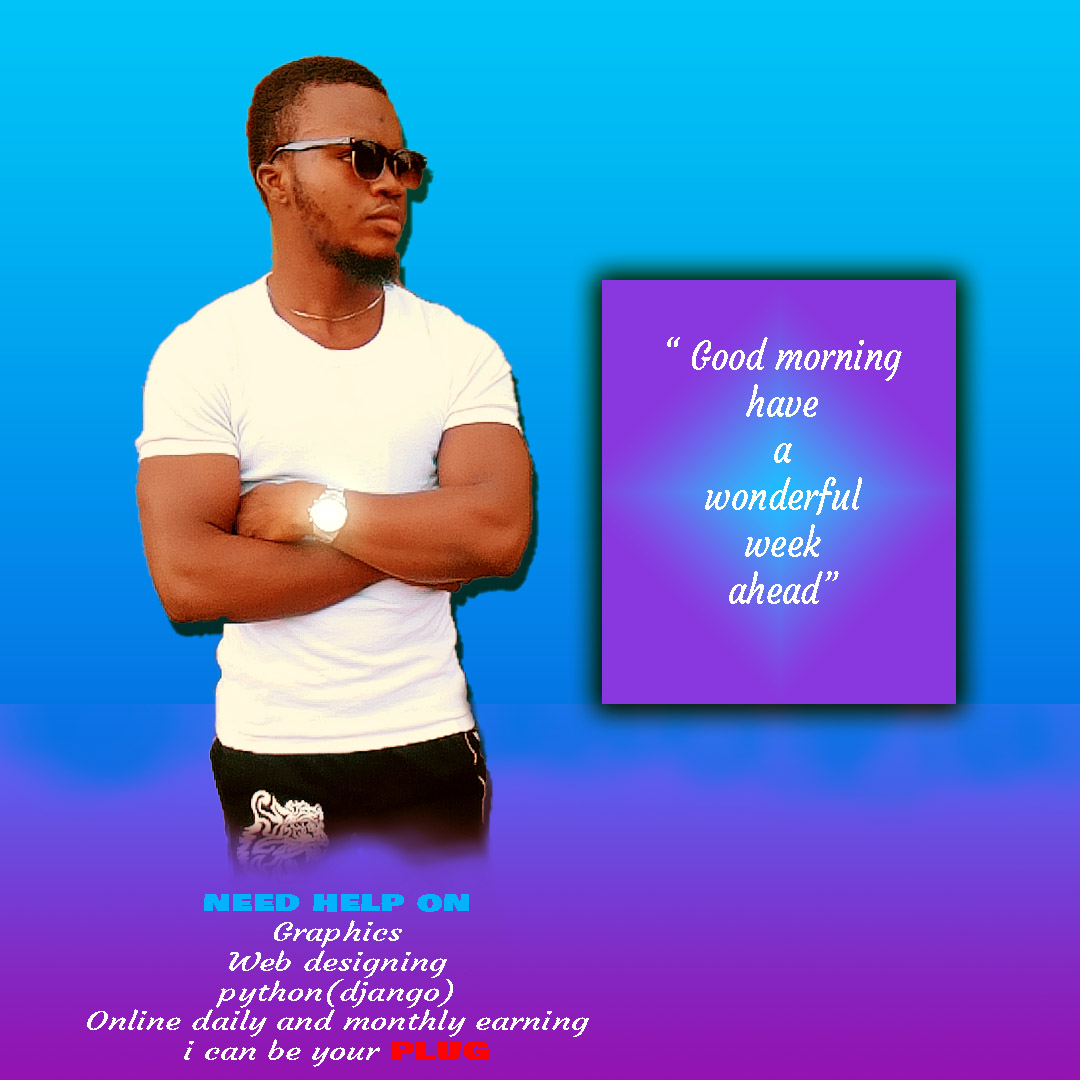 “ Good morning
have
a
wonderful
week
ahead”
NEED HELP ON
Graphics
Web designing
python(django)
Online daily and monthly earning
i can be your PLUG